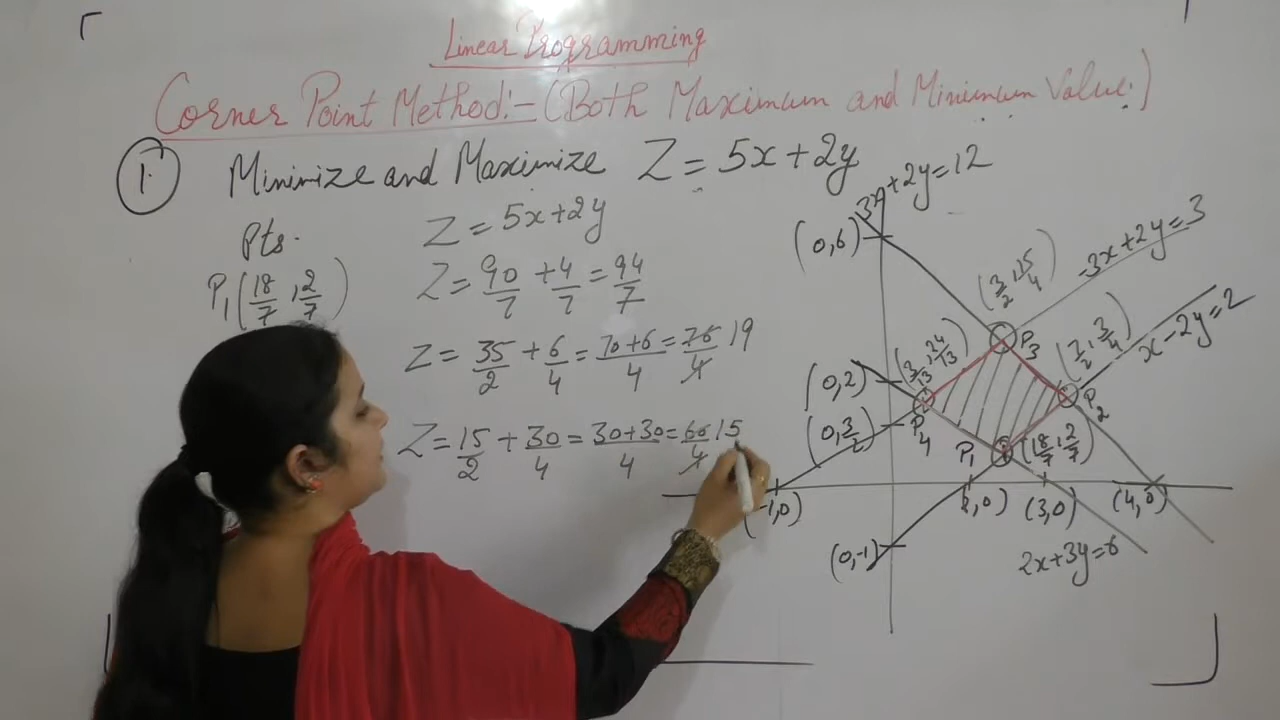 Linear Programming
Corner Point Method:- (Both Maximum and Minimum Value.)
1. Minimize and Maximize Z = 5x + 2y
Pts.
P₁(18/7, 2/7)
Z = 5x + 2y
Z = 90/7 + 4/7 = 94/7
Z = 35/2 + 6/4 = 70+6/4 = 76/4 19
Z = 15/2 + 30/4 = 30+30/4 = 60/4 15
3x + 2y = 12
(0, 6)
-3x + 2y = 3
(3/2, 15/4)
P₃
x - 2y = 2
(7/2, 3/4)
P₂
(3/13, 24/13)
(0, 2)
P₄
(0, 3/2)
P₁
(18/7, 2/7)
(-1, 0)
(2, 0)
(3, 0)
(4, 0)
(0, -1)
2x + 3y = 6